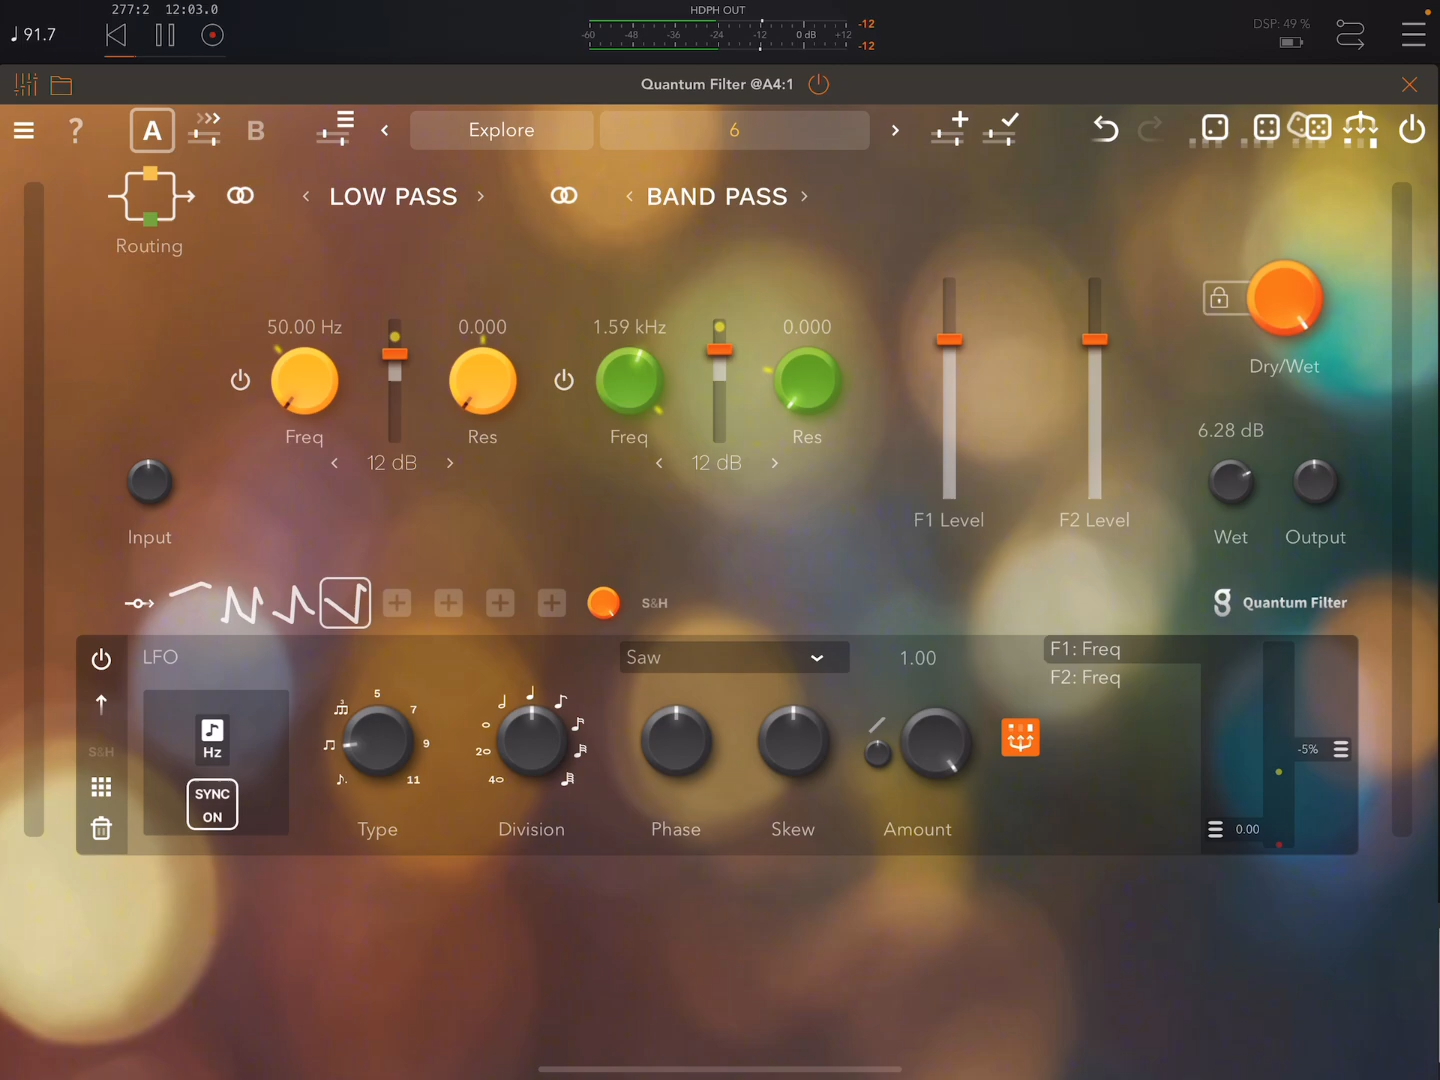 277:2 12:03.0
91.7
HDPH OUT
-60 -48 -36 -24 -12 0 dB +12
-12
-12
DSP: 49 %
Quantum Filter @A4:1
? A B Explore 6
LOW PASS
BAND PASS
Routing
50.00 Hz
0.000
1.59 kHz
0.000
Dry/Wet
Freq
Res
Freq
Res
12 dB
12 dB
6.28 dB
F1 Level
F2 Level
Input
Wet
Output
S&H
Quantum Filter
LFO
Saw
1.00
F1: Freq
F2: Freq
S&H
Hz
SYNC
ON
3
5
7
9
11
2
4
-5%
0.00
Type
Division
Phase
Skew
Amount